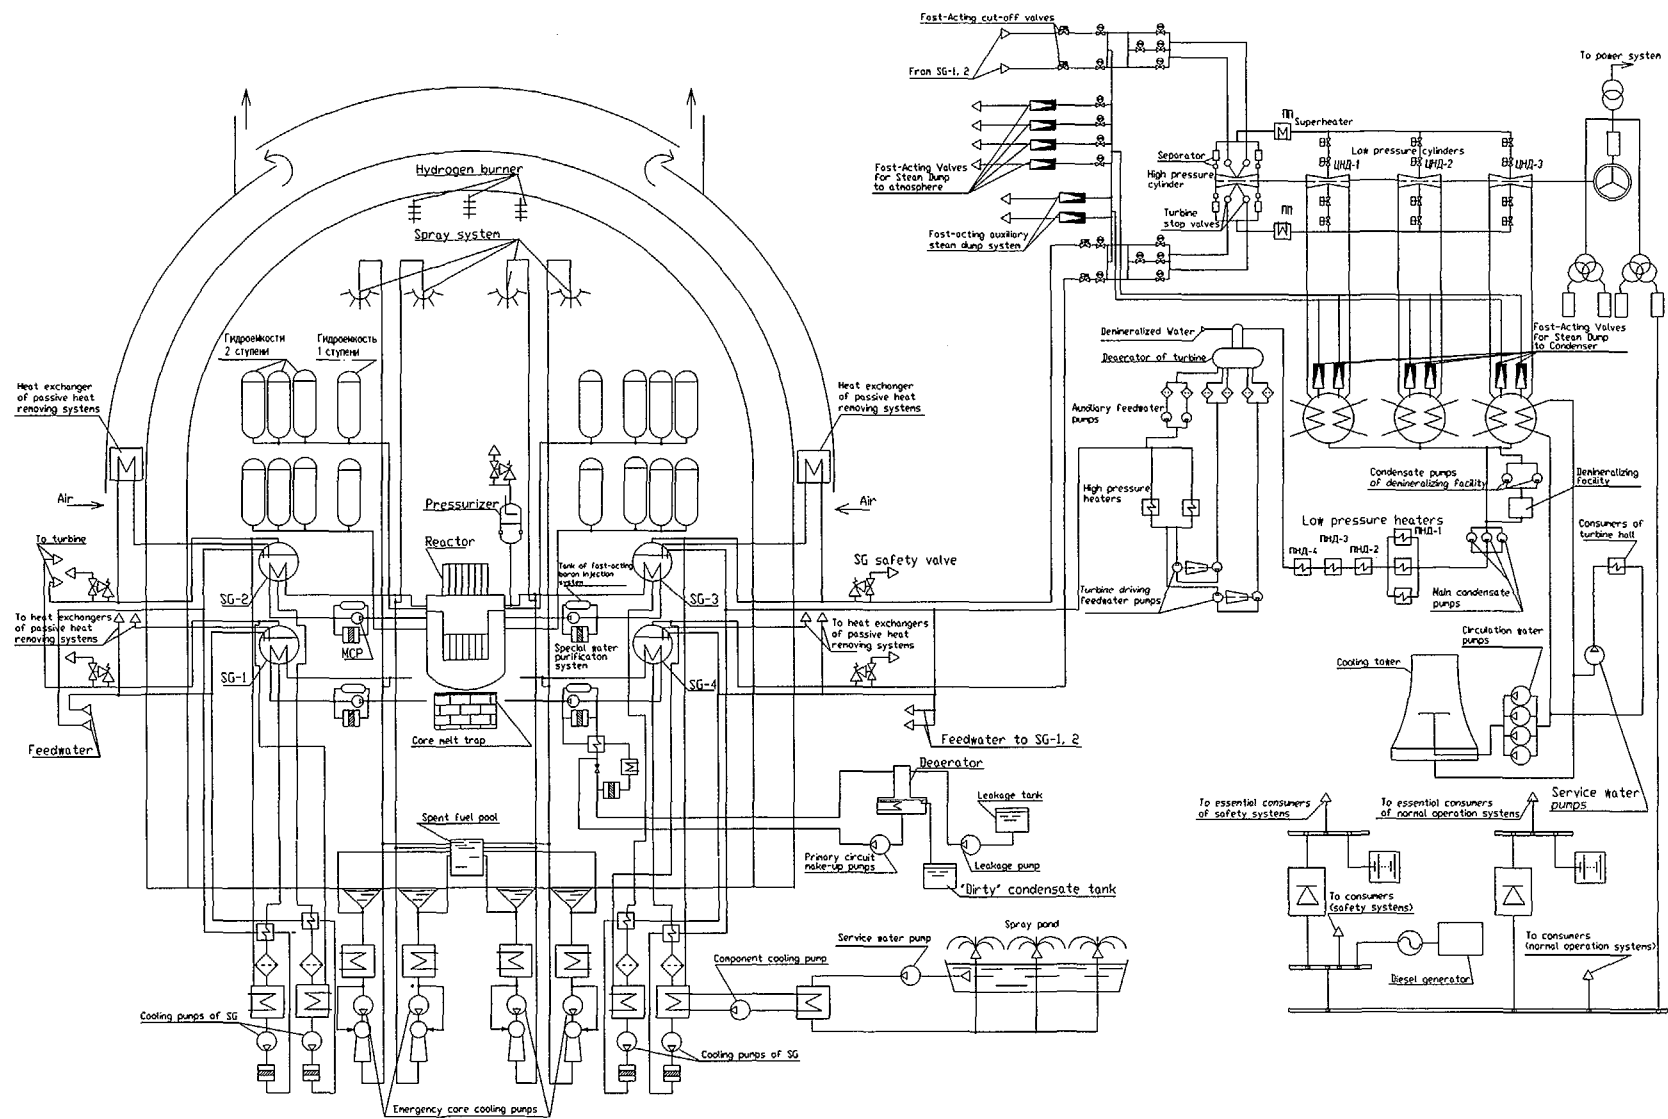 Fast-Acting cut-off valves
From SG-1, 2
To power system
ПП
Superheater
Low pressure cylinders
ЦНД-1
ЦНД-2
ЦНД-3
Separator
High pressure
cylinder
Fast-Acting Valves
for Steam Dump
to atmosphere
Turbine
stop valves
ПП
Fast-acting auxiliary
steam dump system
Hydrogen burner
Spray system
Гидроемкости
2 ступени
Гидроемкость
1 ступени
Heat exchanger
of passive heat
removing systems
Heat exchanger
of passive heat
removing systems
Demineralized Water
Deaerator of turbine
Fast-Acting Valves
for Steam Dump
to Condenser
Auxiliary feedwater
pumps
Air
Air
Pressurizer
High pressure
heaters
Condensate pumps
of demineralizing facility
Demineralizing
facility
Low pressure heaters
ПНД-4
ПНД-3
ПНД-2
ПНД-1
Consumers of
turbine hall
To turbine
Reactor
Tank of fast-acting
boron injection
system
SG safety valve
SG-2
SG-3
Turbine driving
feedwater pumps
Main condensate
pumps
To heat exchangers
of passive heat
removing systems
MCP
Special water
purificaton
system
To heat exchangers
of passive heat
removing systems
Circulation water
pumps
Cooling tower
SG-1
SG-4
Core melt trap
Feedwater
Feedwater to SG-1, 2
Deaerator
Leakage tank
Service water
pumps
Spent fuel pool
Primary circuit
make-up pumps
Leakage pump
"Dirty" condensate tank
To essential consumers
of safety systems
To essential consumers
of normal operation systems
To consumers
(safety systems)
To consumers
(normal operation systems)
Diesel generator
Spray pond
Service water pump
Component cooling pump
Cooling pumps of SG
Cooling pumps of SG
Emergency core cooling pumps